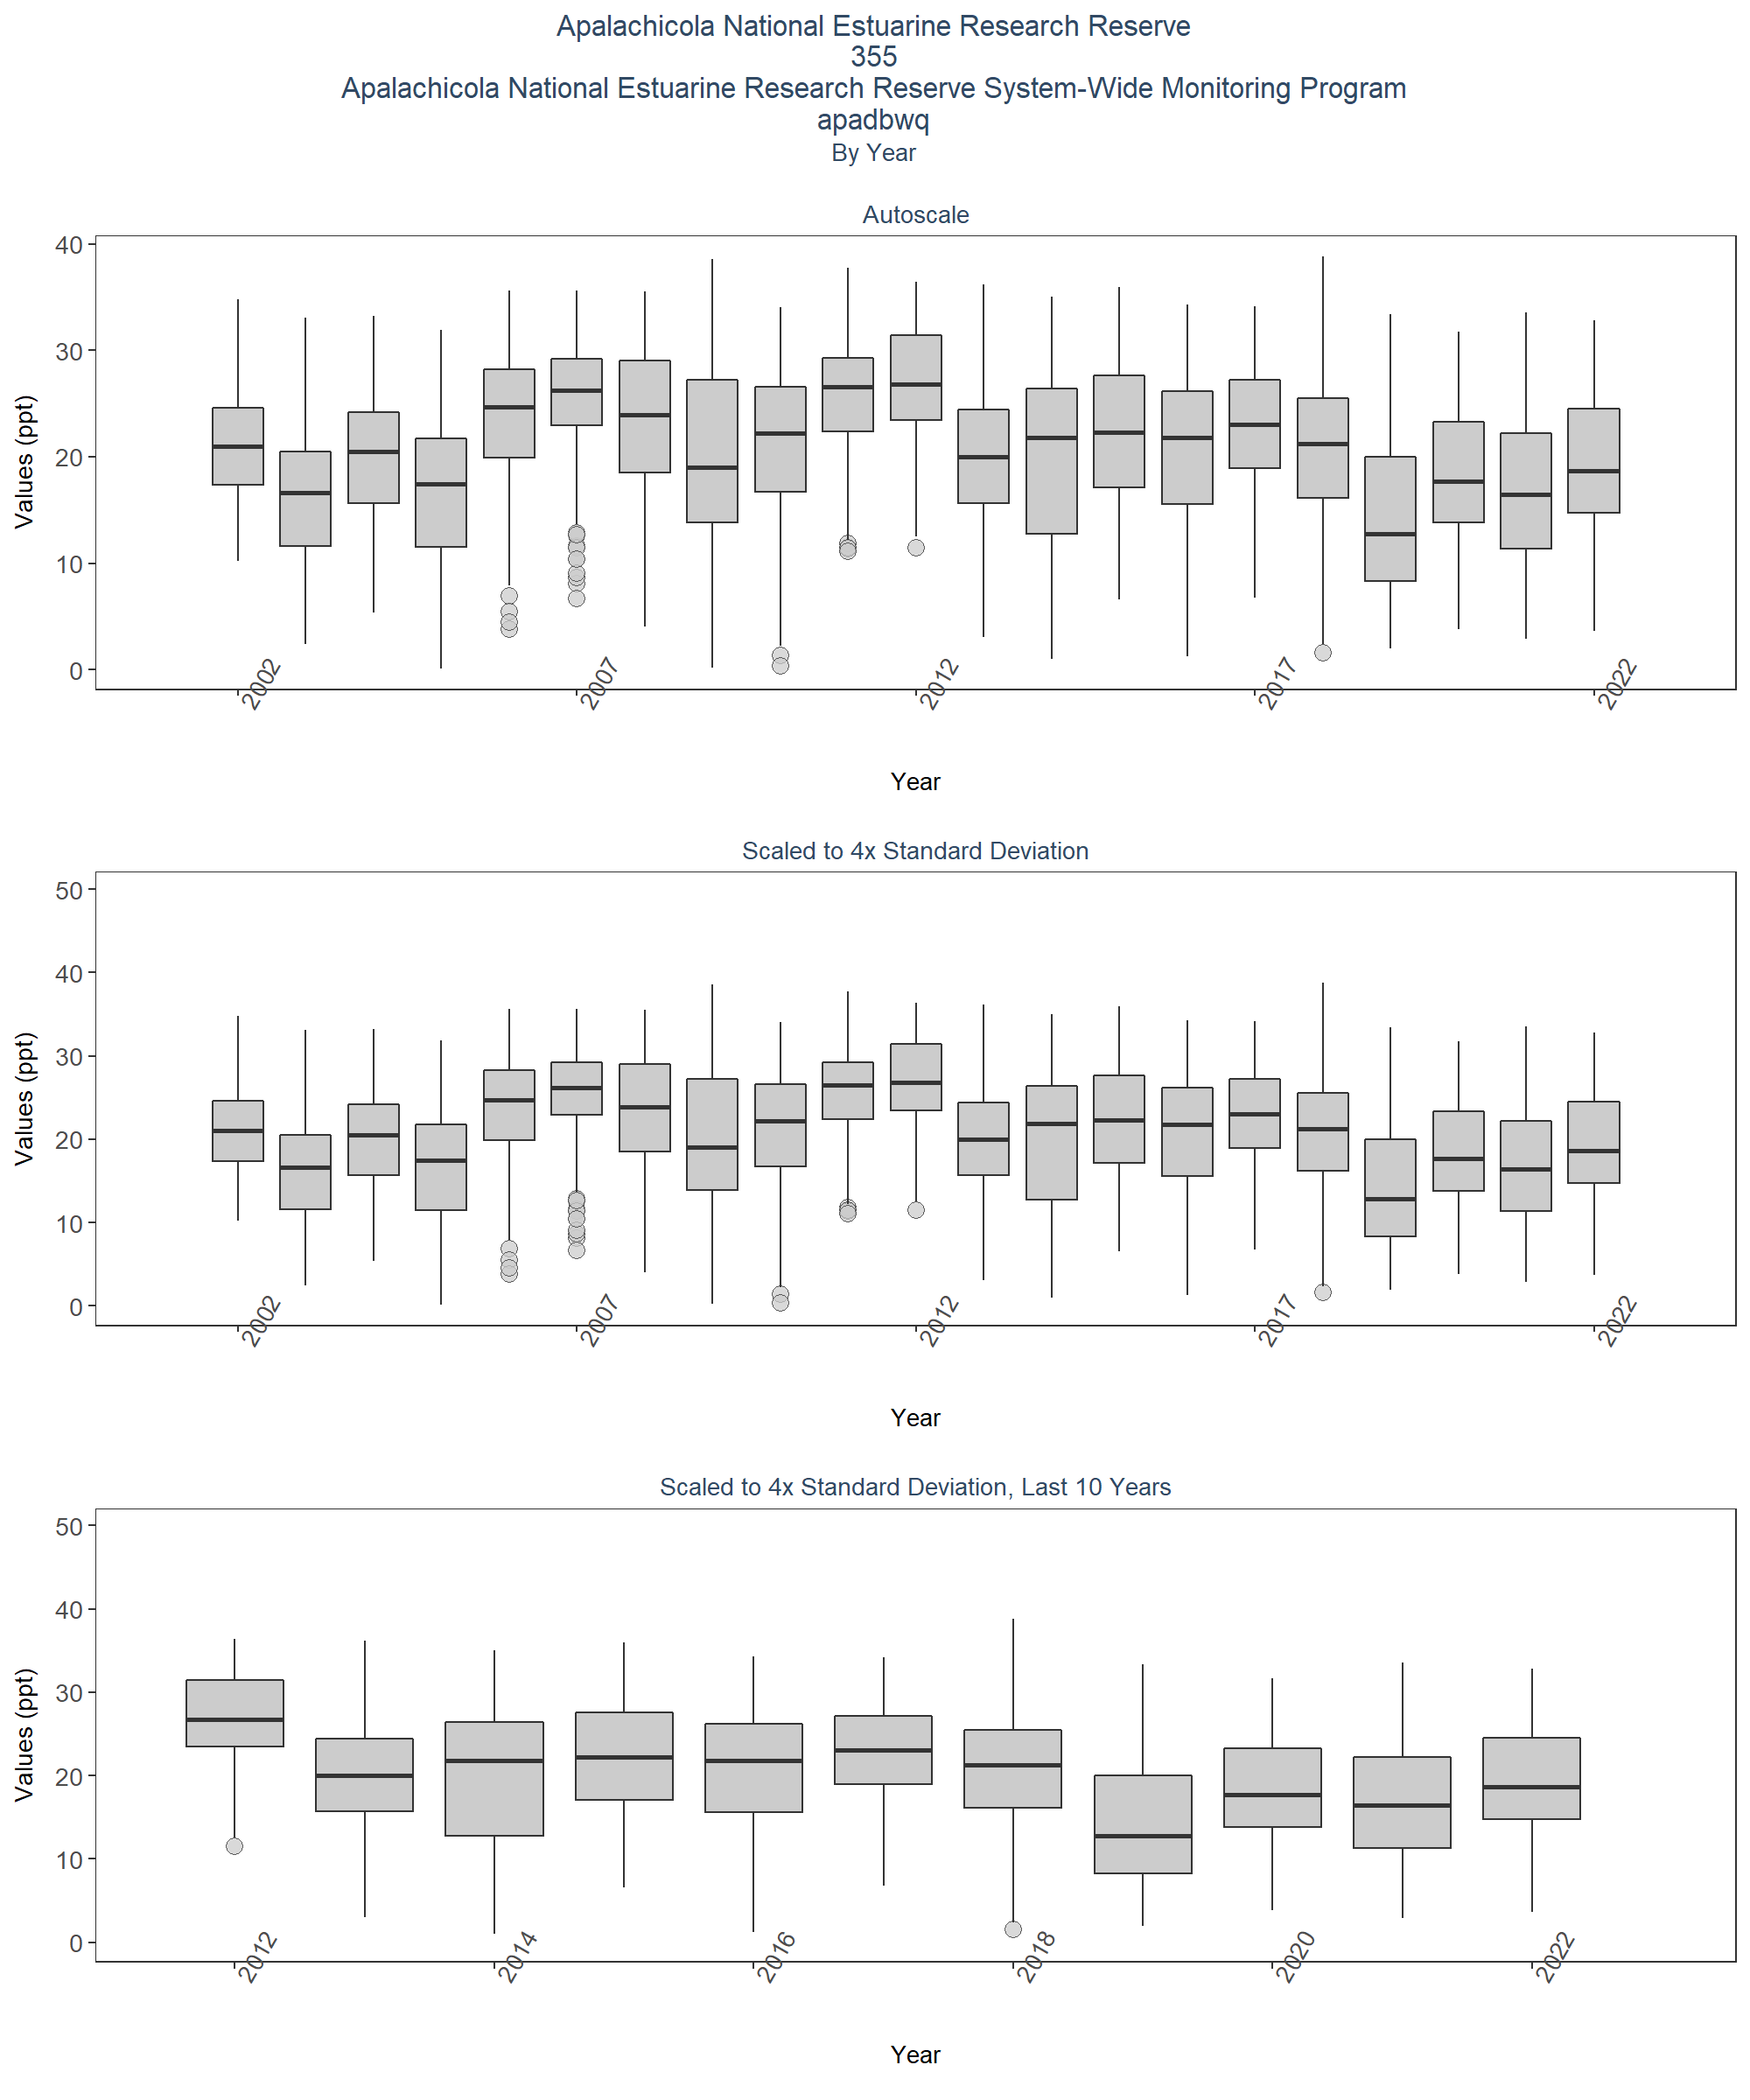 Apalachicola National Estuarine Research Reserve
355
Apalachicola National Estuarine Research Reserve System-Wide Monitoring Program
apadbwq
By Year
Autoscale
40
30
20
10
0
Values (ppt)
2002
2007
2012
2017
2022
Year
Scaled to 4x Standard Deviation
50
40
30
20
10
0
Values (ppt)
2002
2007
2012
2017
2022
Year
Scaled to 4x Standard Deviation, Last 10 Years
50
40
30
20
10
0
Values (ppt)
2012
2014
2016
2018
2020
2022
Year